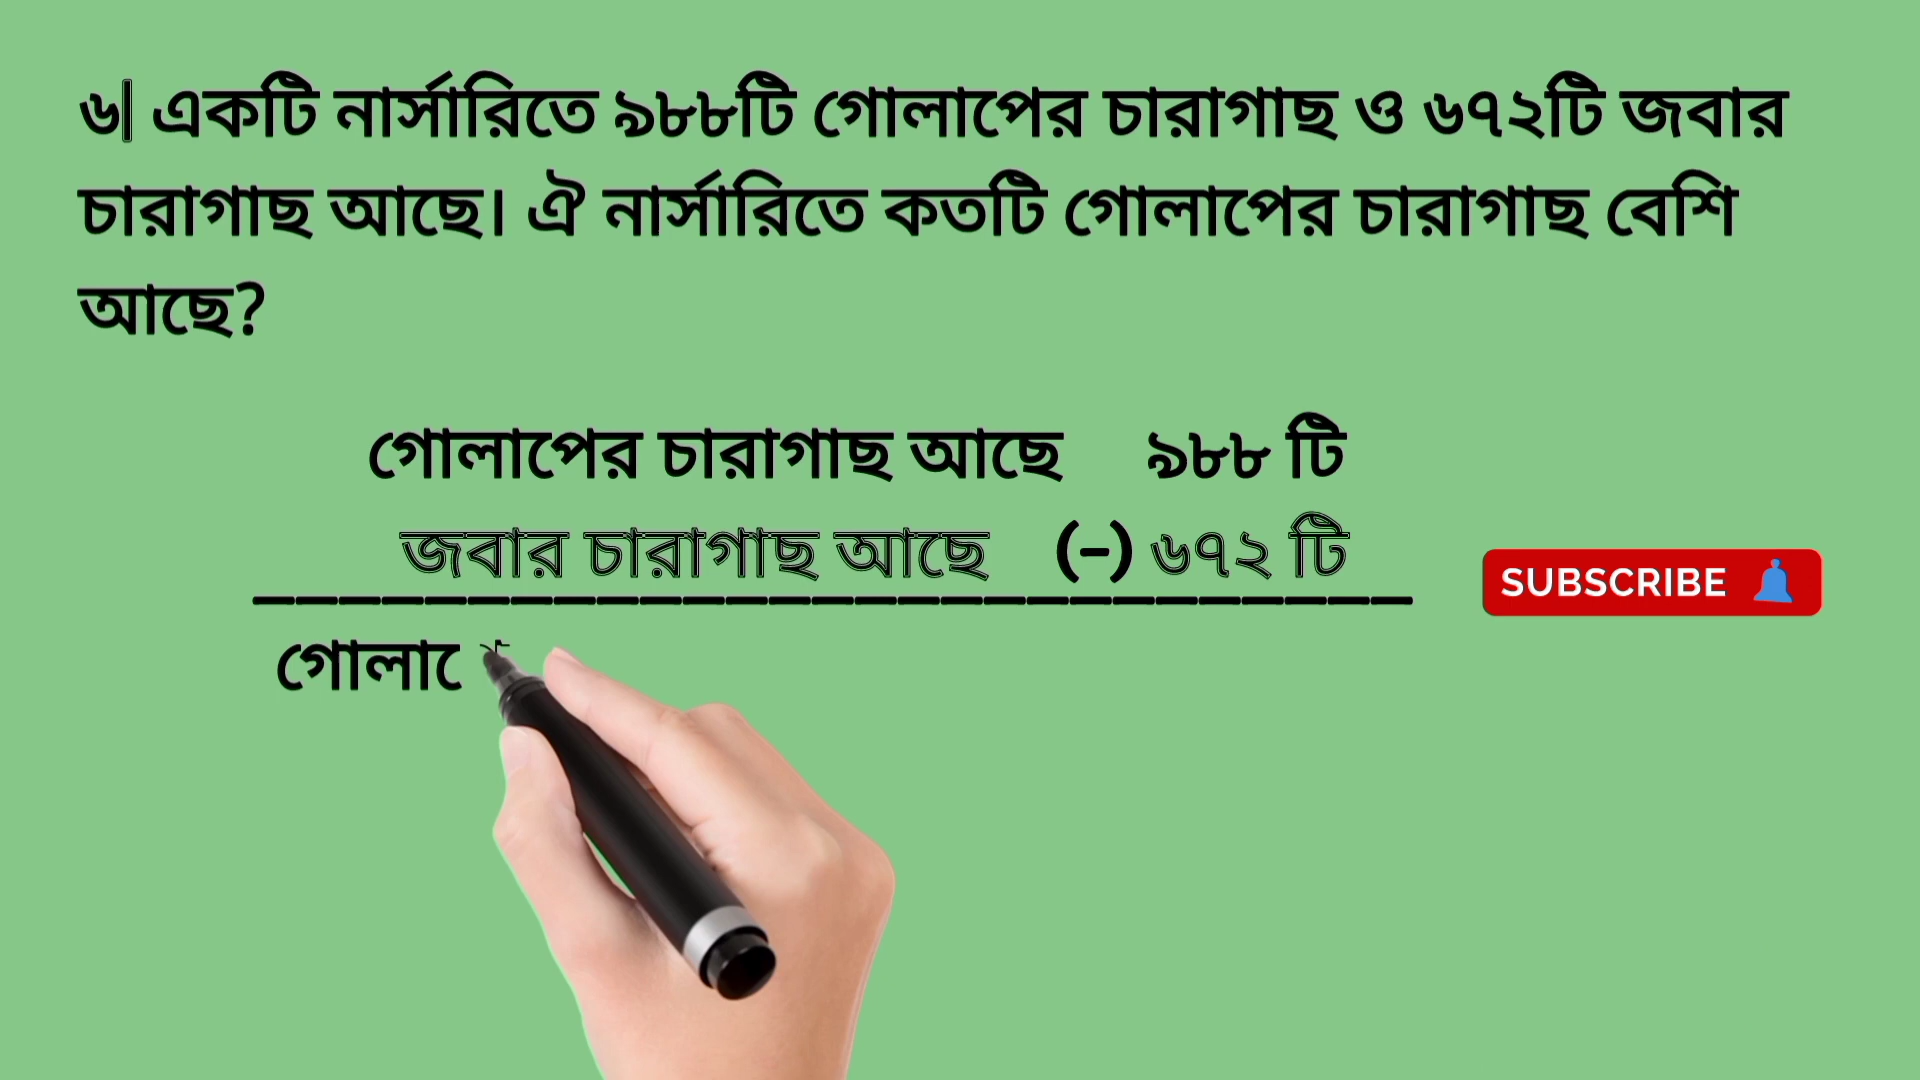 ৬| একটি নার্সারিতে ৯৮৮টি গোলাপের চারাগাছ ও ৬৭২টি জবার
চারাগাছ আছে। ঐ নার্সারিতে কতটি গোলাপের চারাগাছ বেশি
আছে?
গোলাপের চারাগাছ আছে ৯৮৮ টি
জবার চারাগাছ আছে (-) ৬৭২ টি
SUBSCRIBE